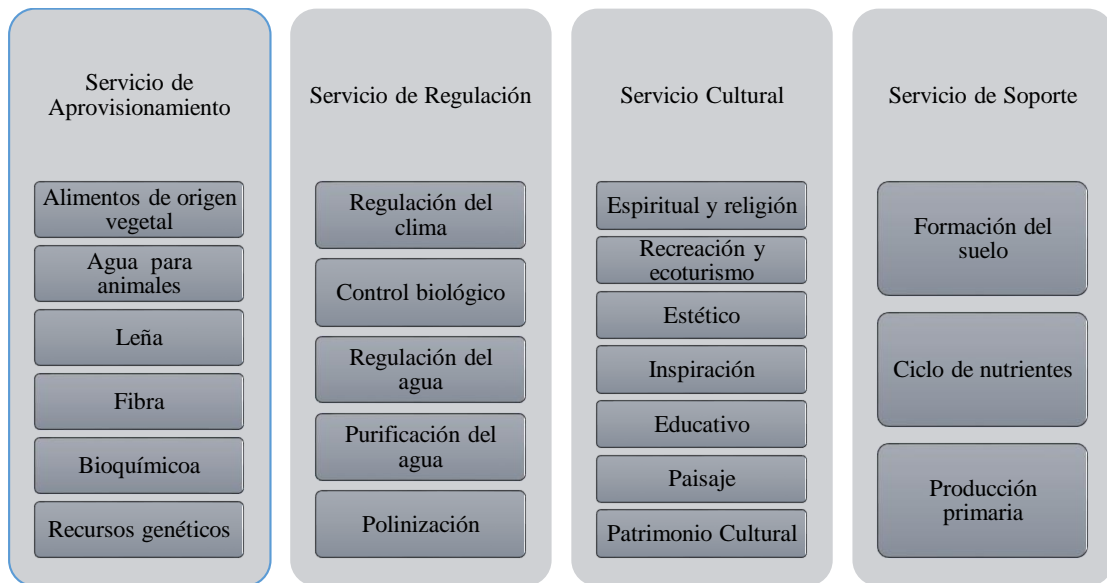 Servicio de
Aprovisionamiento
Alimentos de origen
vegetal
Agua para
animales
Leña
Fibra
Bioquímicoa
Recursos genéticos
Servicio de Regulación
Regulación del
clima
Control biológico
Regulación del
agua
Purificación del
agua
Polinización
Servicio Cultural
Espiritual y religión
Recreación y
ecoturismo
Estético
Inspiración
Educativo
Paisaje
Patrimonio Cultural
Servicio de Soporte
Formación del
suelo
Ciclo de nutrientes
Producción
primaria